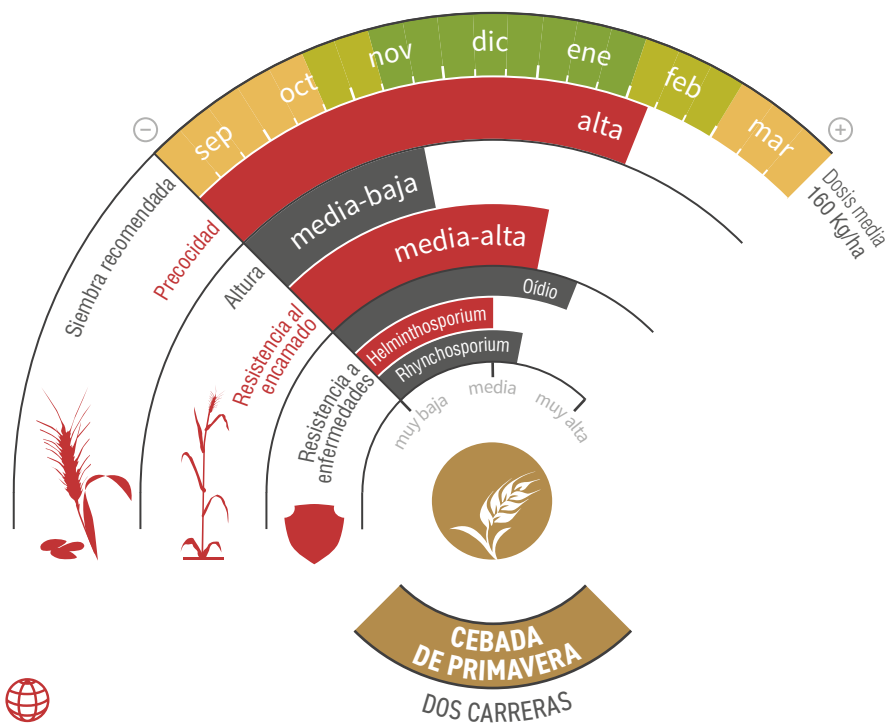 sep
oct
nov
dic
ene
feb
mar
−
+
Dosis media
160 Kg/ha
Siembra recomendada
Precocidad
alta
Altura
media-baja
Resistencia al
encamado
media-alta
Resistencia a
enfermedades
Oídio
Helminthosporium
Rhynchosporium
muy baja
media
muy alta
CEBADA
DE PRIMAVERA
DOS CARRERAS